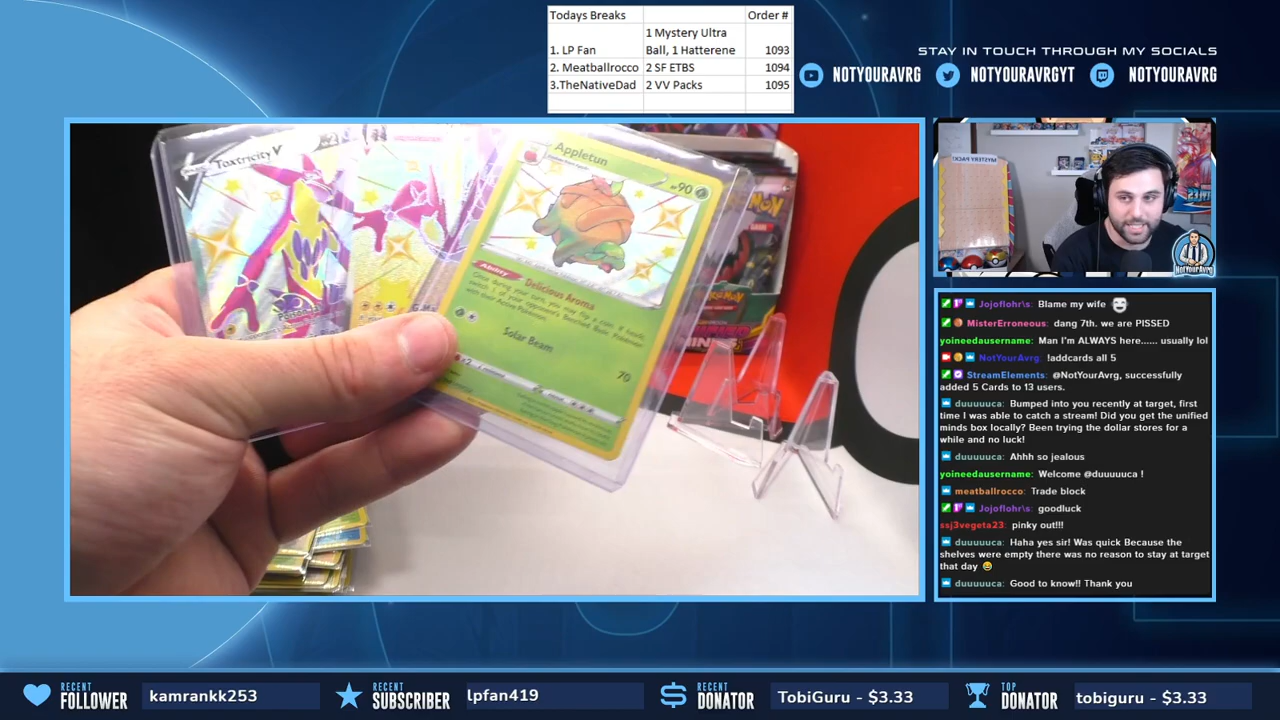 Todays Breaks Order #
1 Mystery Ultra
1. LP Fan Ball, 1 Hatterene 1093
2. Meatballrocco 2 SF ETBS 1094
3.TheNativeDad 2 VV Packs 1095
STAY IN TOUCH THROUGH MY SOCIALS
NOTYOURAVRG NOTYOURAVRGYT NOTYOURAVRG
Toxtricity V
Appletun
90
Ability Delicious Aroma
Solar Beam
70
MYSTERY PACK
NotYourAvrg
Jojoflohr\s: Blame my wife
MisterErroneous: dang 7th. we are PISSED
yoineedausername: Man I'm ALWAYS here...... usually lol
NotYourAvrg: !addcards all 5
StreamElements: @NotYourAvrg, successfully
added 5 Cards to 13 users.
duuuuuca: Bumped into you recently at target, first
time I was able to catch a stream! Did you get the unified
minds box locally? Been trying the dollar stores for a
while and no luck!
duuuuuca: Ahhh so jealous
yoineedausername: Welcome @duuuuuca !
meatballrocco: Trade block
Jojoflohr\s: goodluck
ssj3vegeta23: pinky out!!!
duuuuuca: Haha yes sir! Was quick Because the
shelves were empty there was no reason to stay at target
that day
duuuuuca: Good to know!! Thank you
RECENT FOLLOWER kamrankk253
RECENT SUBSCRIBER lpfan419
RECENT DONATOR TobiGuru - $3.33
TOP DONATOR tobiguru - $3.33